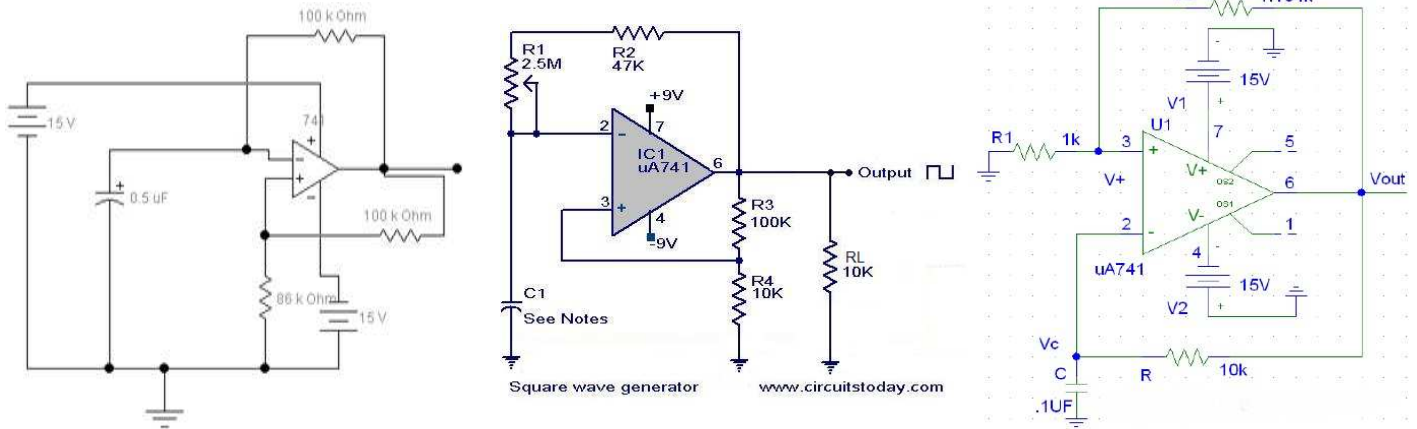 100 k Ohm
15 V
741
+
-
+
-
+
0.5 uF
100 k Ohm
86 k Ohm
15 V
R1
2.5M
R2
47K
+9V
2
-
7
IC1
uA741
6
Output
3
+
4
-9V
R3
100K
R4
10K
RL
10K
C1
See Notes
Square wave generator
www.circuitstoday.com
-
15V
+
V1
U1
7
R1
1k
3
+
V+
V+
5
OS2
6
Vout
OS1
1
V-
2
-
4
-
uA741
15V
V2
+
Vc
C
R
10k
.1UF